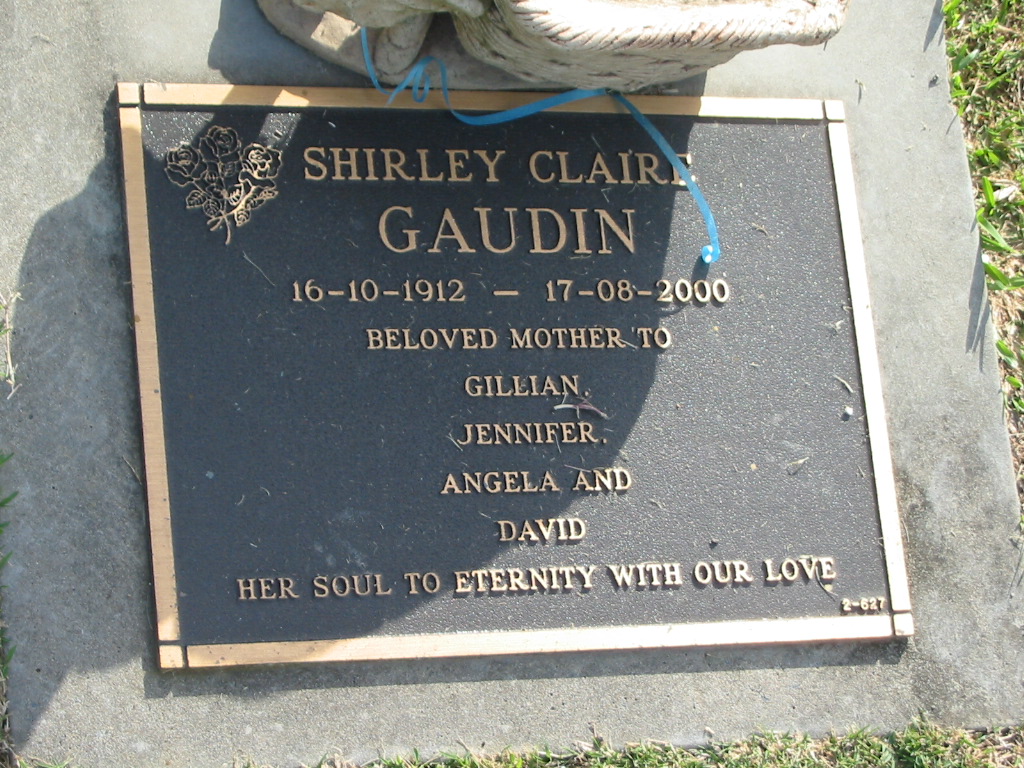 SHIRLEY CLAIRE
GAUDIN
16-10-1912 — 17-08-2000
BELOVED MOTHER TO
GILLIAN.
JENNIFER.
ANGELA AND
DAVID
HER SOUL TO ETERNITY WITH OUR LOVE
2-627